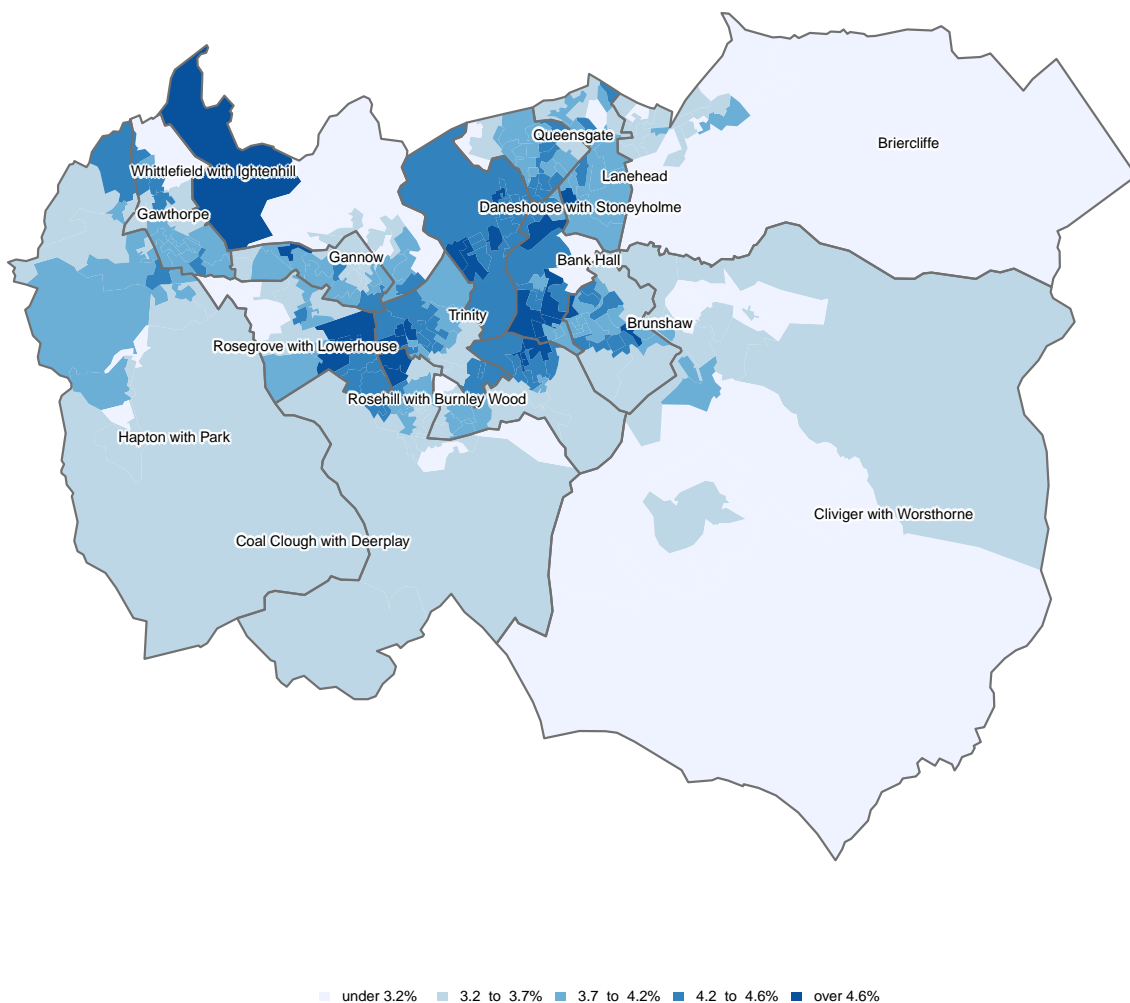 Queensgate
Briercliffe
Whittlefield with Ightenhill
Lanehead
Daneshouse with Stoneyholme
Gawthorpe
Gannow
Bank Hall
Trinity
Brunshaw
Rosegrove with Lowerhouse
Rosehill with Burnley Wood
Hapton with Park
Cliviger with Worsthorne
Coal Clough with Deerplay
under 3.2% 3.2 to 3.7% 3.7 to 4.2% 4.2 to 4.6% over 4.6%